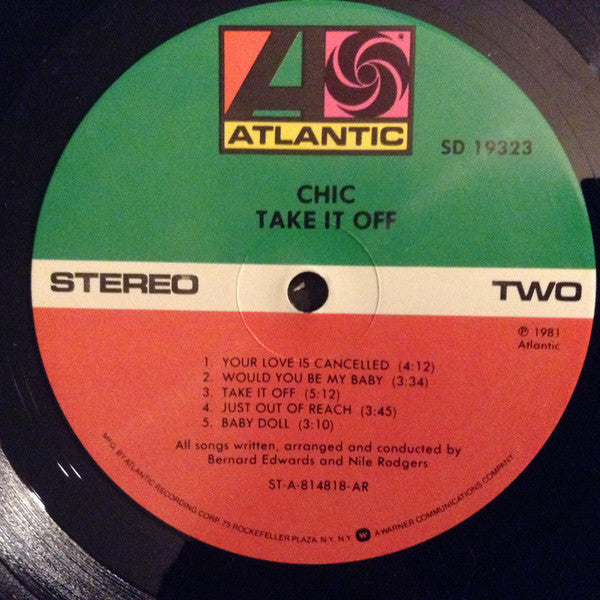 ATLANTIC
SD 19323
CHIC
TAKE IT OFF
STEREO
TWO
℗ 1981
Atlantic
1. YOUR LOVE IS CANCELLED (4:12)
2. WOULD YOU BE MY BABY (3:34)
3. TAKE IT OFF (5:12)
4. JUST OUT OF REACH (3:45)
5. BABY DOLL (3:10)
All songs written, arranged and conducted by
Bernard Edwards and Nile Rodgers
ST-A-814818-AR
MFG. BY ATLANTIC RECORDING CORP. 75 ROCKEFELLER PLAZA. N.Y. N.Y. A WARNER COMMUNICATIONS COMPANY